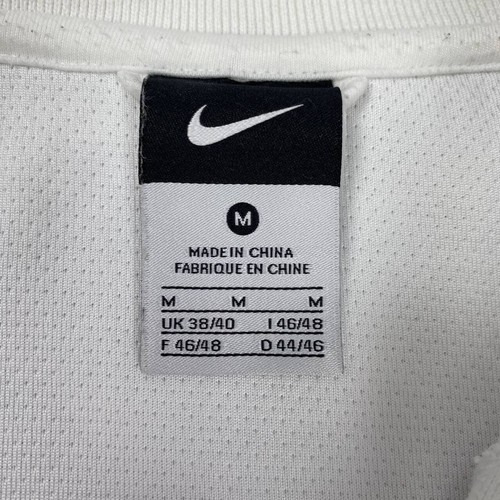 M
MADE IN CHINA
FABRIQUE EN CHINE
M M M
UK 38/40 I 46/48
F 46/48 D 44/46